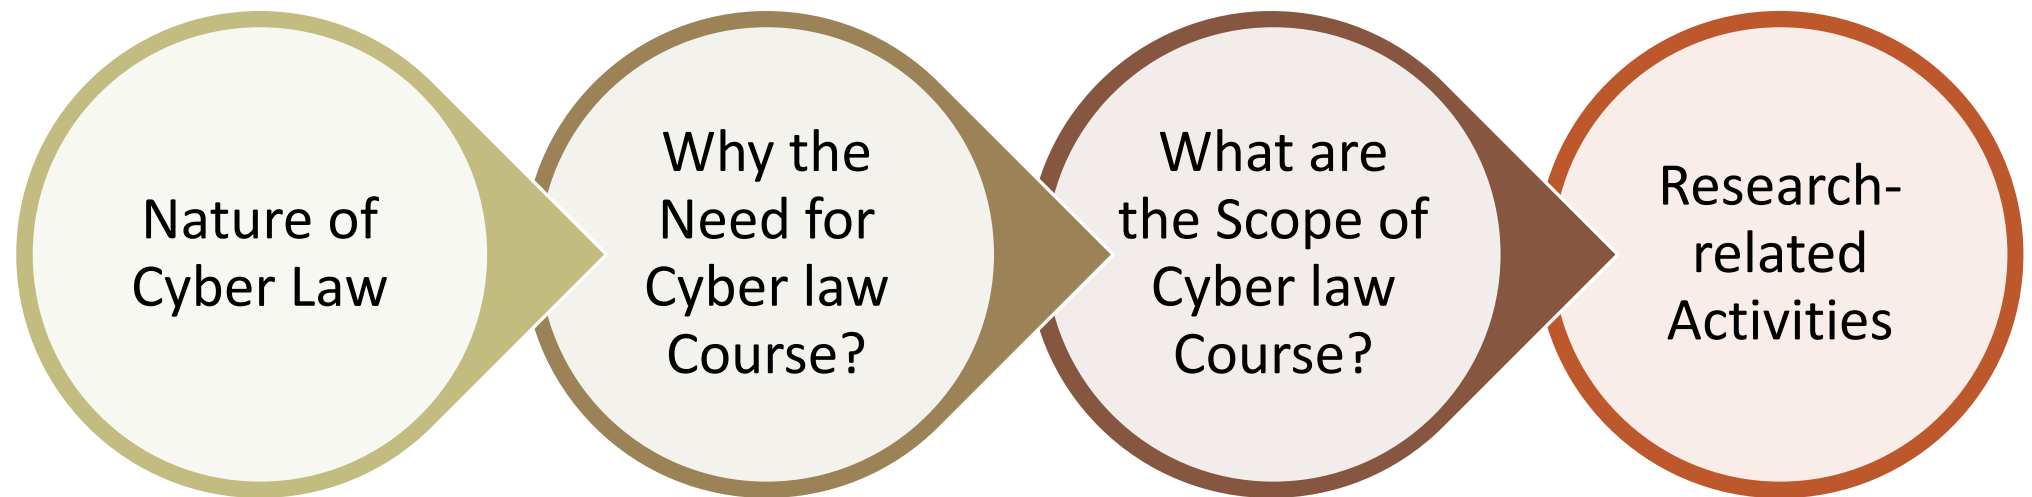 Nature of
Cyber Law
Why the
Need for
Cyber law
Course?
What are
the Scope of
Cyber law
Course?
Research-
related
Activities